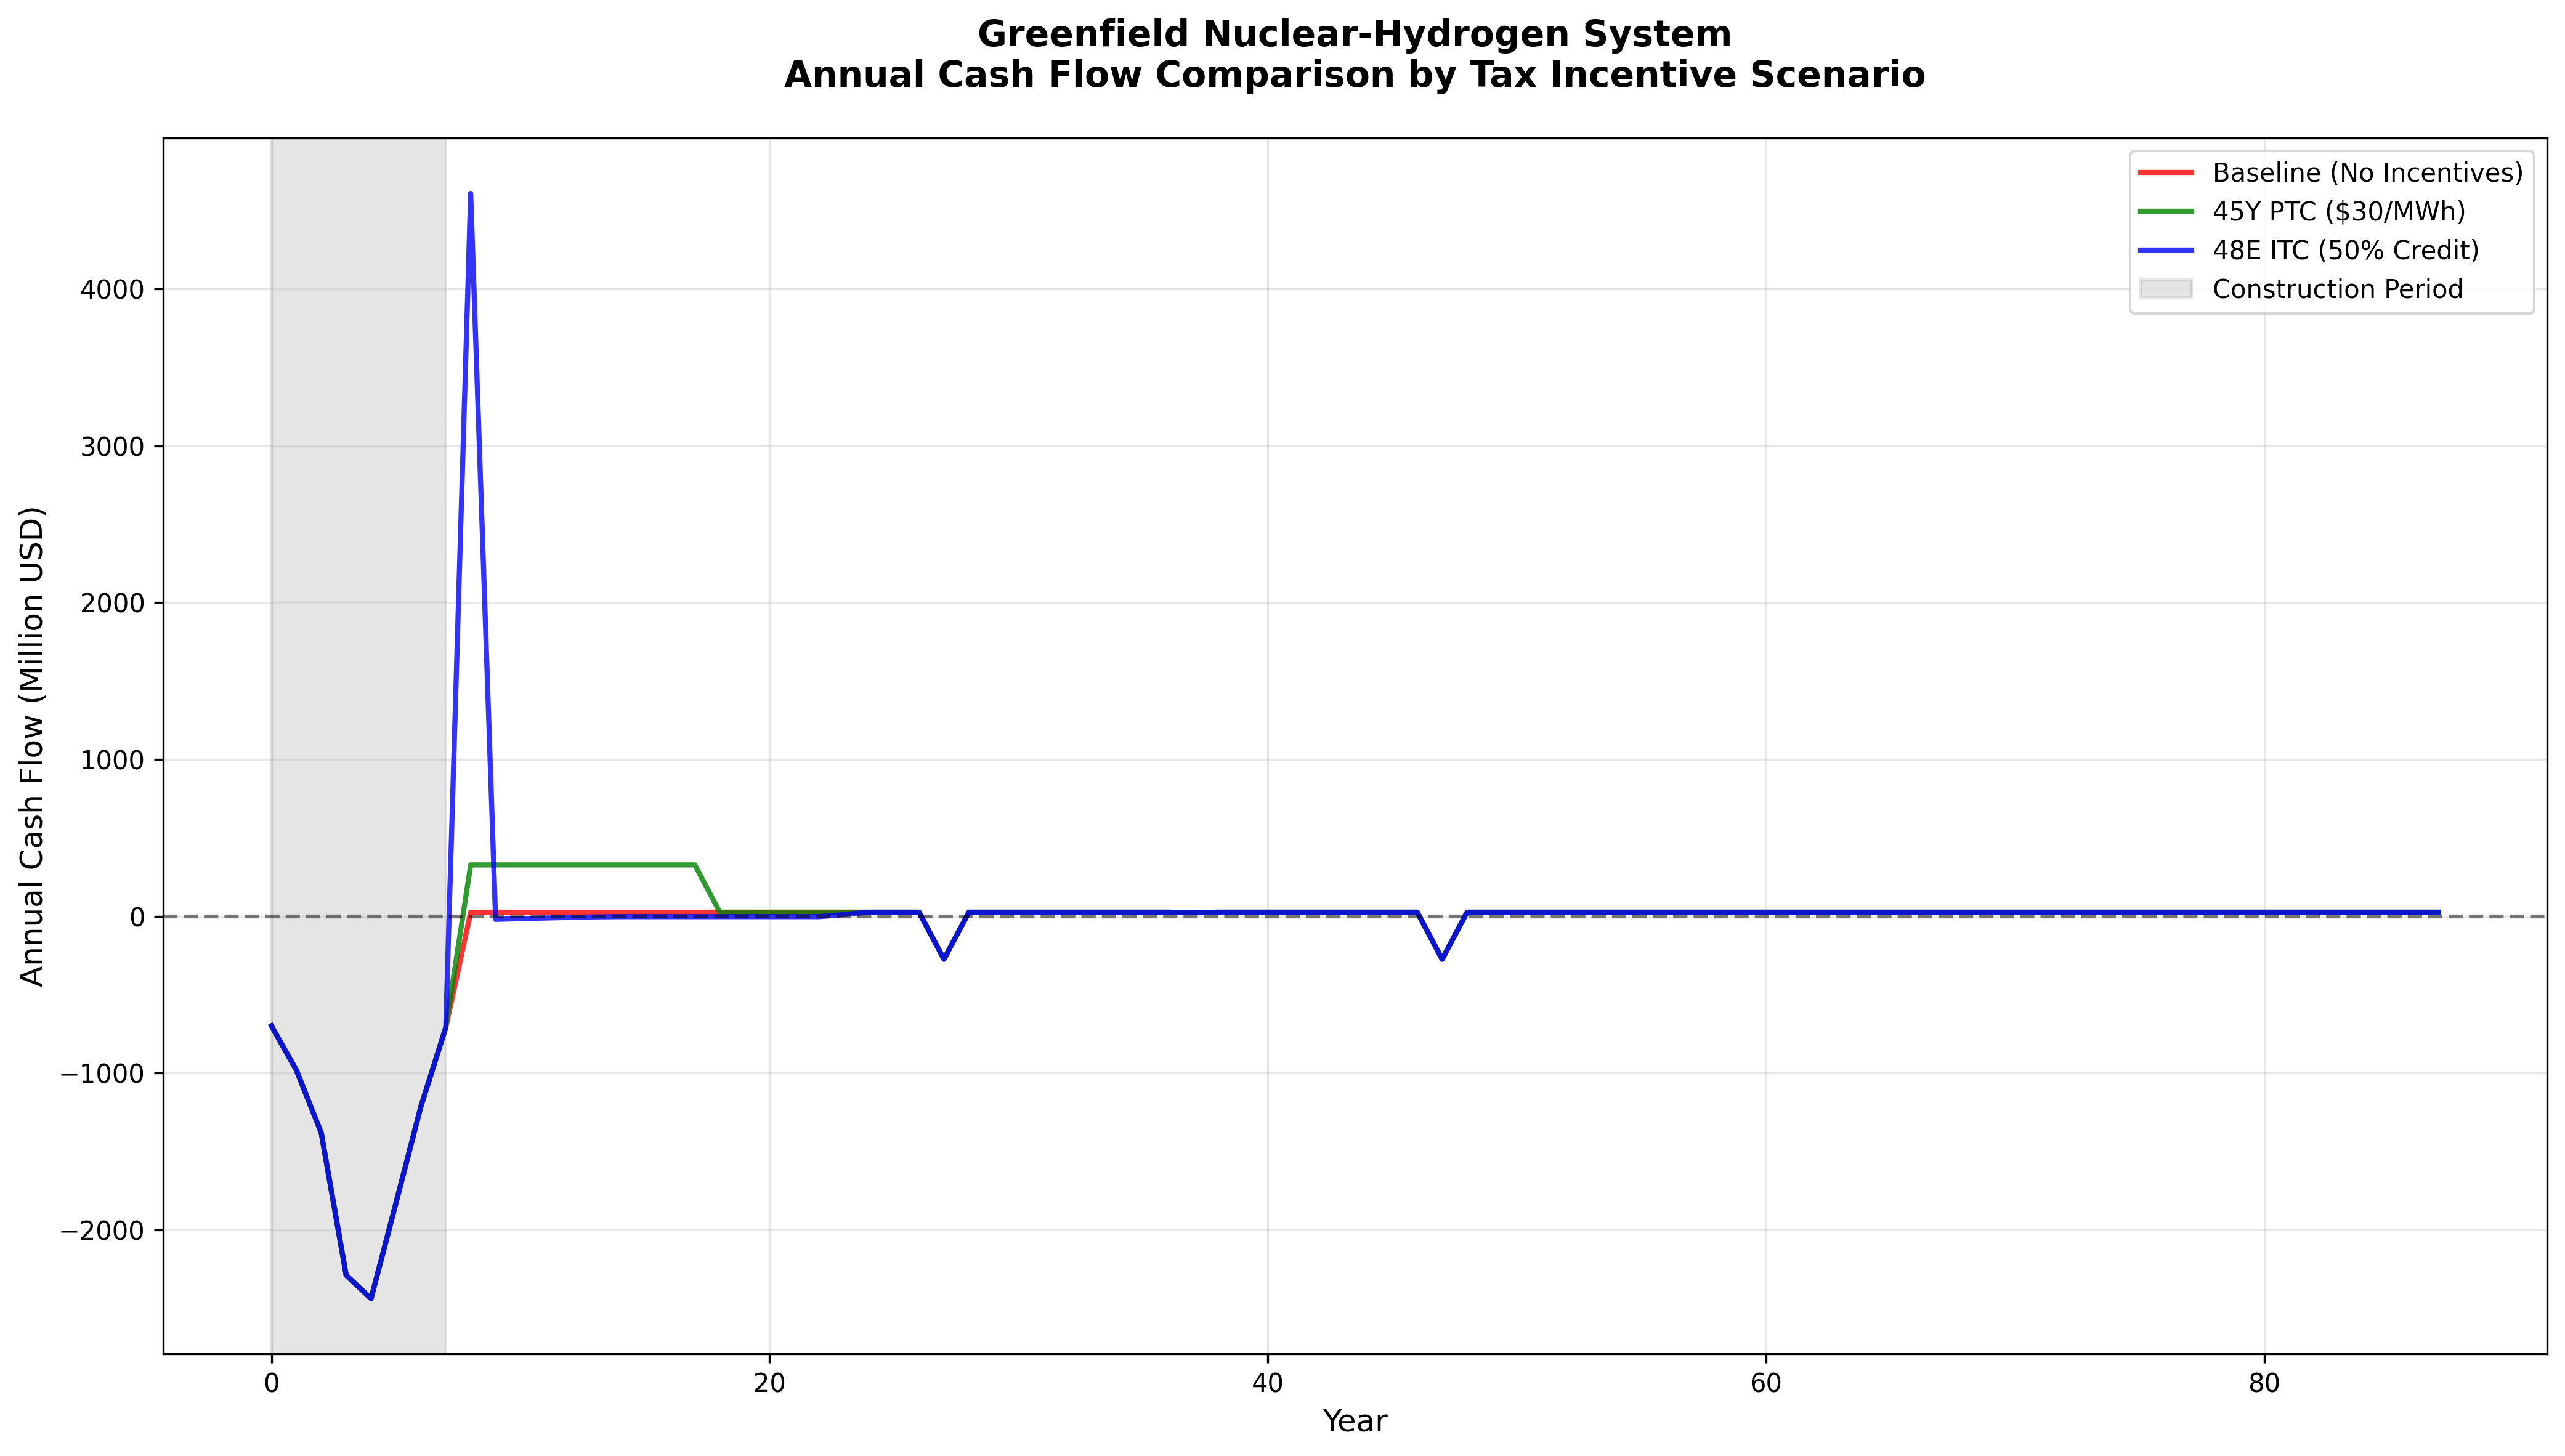 Greenfield Nuclear-Hydrogen System
Annual Cash Flow Comparison by Tax Incentive Scenario
Baseline (No Incentives)
45Y PTC ($30/MWh)
48E ITC (50% Credit)
Construction Period
Annual Cash Flow (Million USD)
4000
3000
2000
1000
0
−1000
−2000
0 20 40 60 80
Year